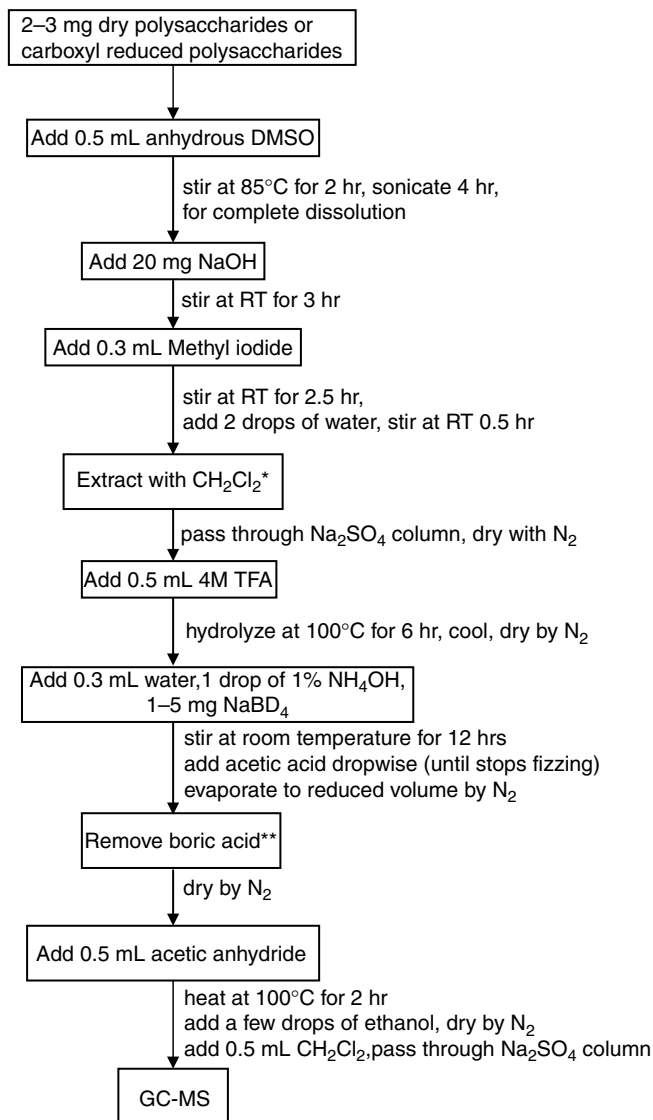 2–3 mg dry polysaccharides or
carboxyl reduced polysaccharides
Add 0.5 mL anhydrous DMSO
stir at 85°C for 2 hr, sonicate 4 hr,
for complete dissolution
Add 20 mg NaOH
stir at RT for 3 hr
Add 0.3 mL Methyl iodide
stir at RT for 2.5 hr,
add 2 drops of water, stir at RT 0.5 hr
Extract with CH₂Cl₂*
pass through Na₂SO₄ column, dry with N₂
Add 0.5 mL 4M TFA
hydrolyze at 100°C for 6 hr, cool, dry by N₂
Add 0.3 mL water,1 drop of 1% NH₄OH,
1–5 mg NaBD₄
stir at room temperature for 12 hrs
add acetic acid dropwise (until stops fizzing)
evaporate to reduced volume by N₂
Remove boric acid**
dry by N₂
Add 0.5 mL acetic anhydride
heat at 100°C for 2 hr
add a few drops of ethanol, dry by N₂
add 0.5 mL CH₂Cl₂,pass through Na₂SO₄ column
GC-MS